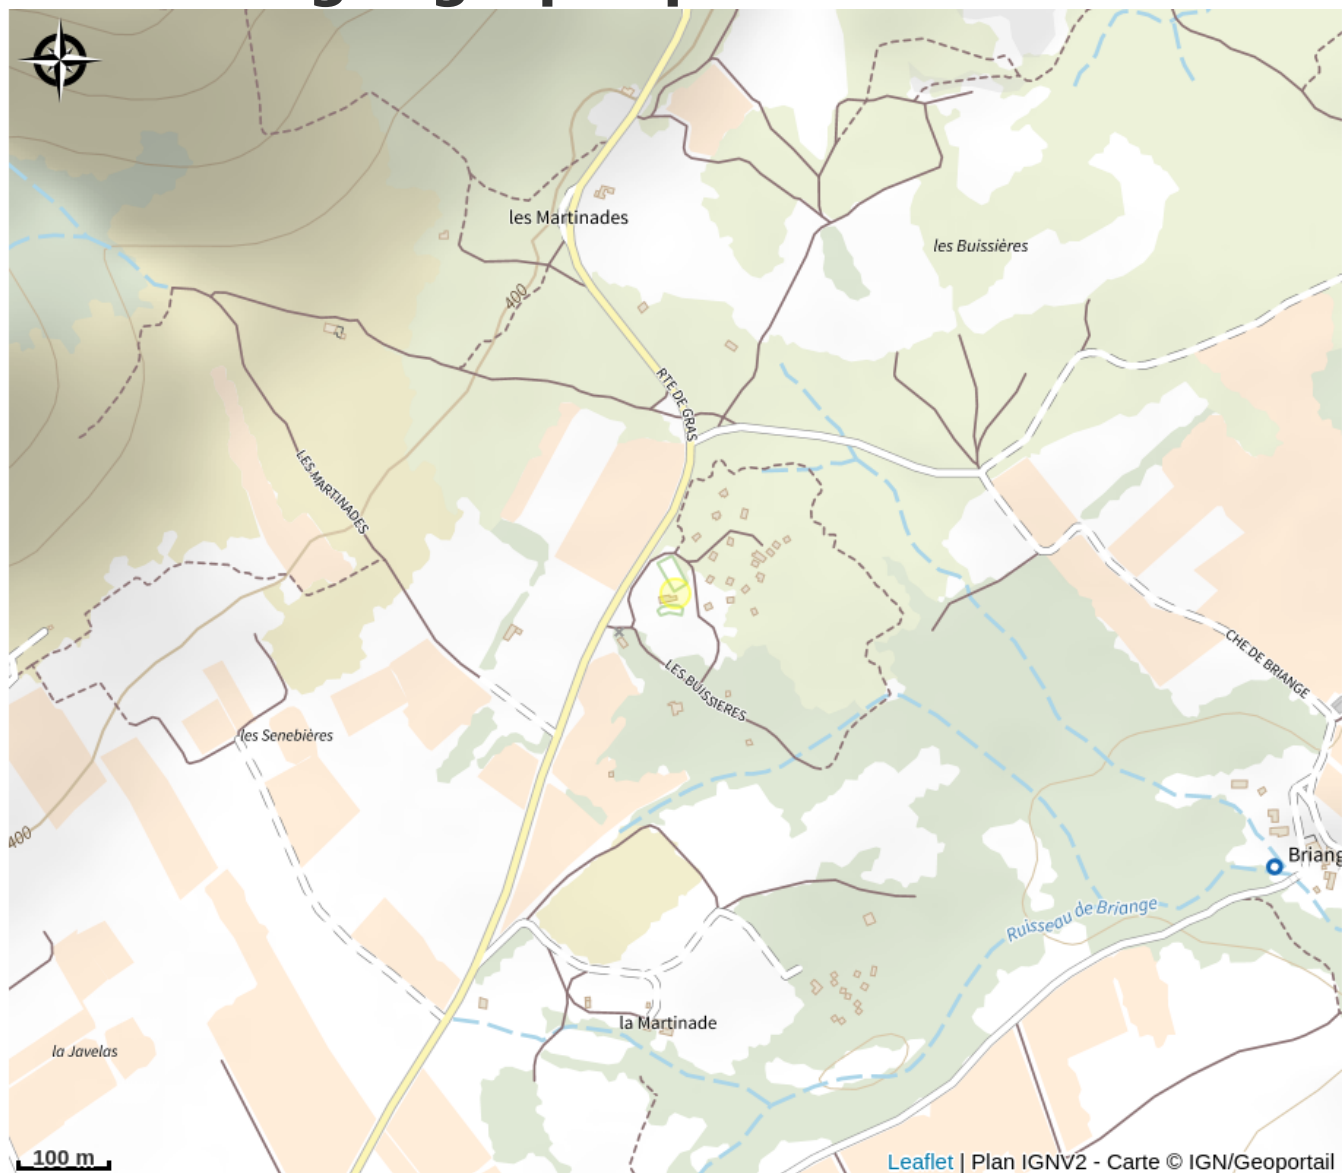 les Martinades
les Buissières
400
RTE DE GRAS
LES MARTINADES
CHE DE BRIANGE
LES BUISSIERES
les Senebières
400
Briang
Ruisseau de Briange
la Martinade
la Javelas
100 m
Leaflet | Plan IGNV2 - Carte © IGN/Geoportail